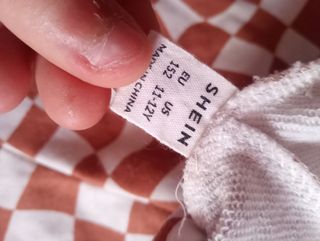 SHEIN
EU US
152 11-12Y
MADE IN CHINA